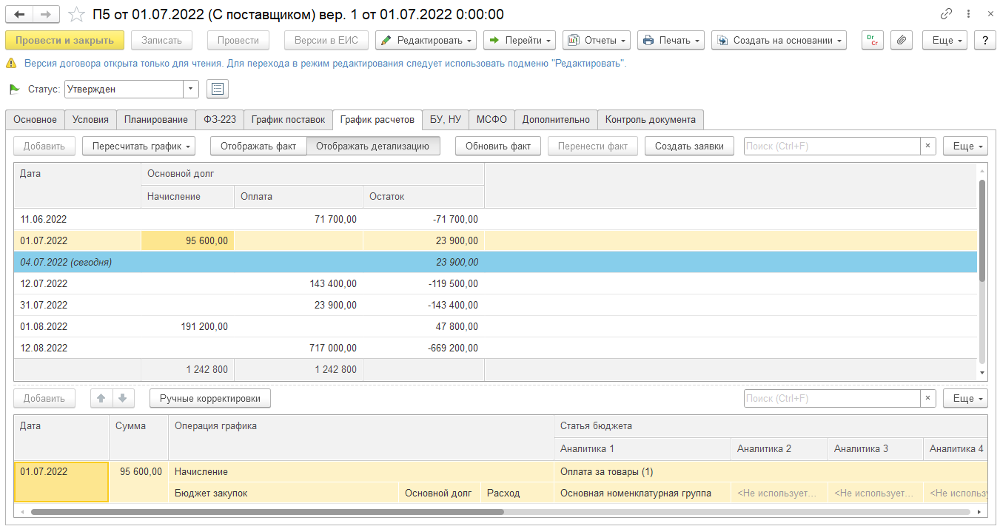 П5 от 01.07.2022 (С поставщиком) вер. 1 от 01.07.2022 0:00:00
Провести и закрыть Записать Провести Версии в ЕИС Редактировать Перейти Отчеты Печать Создать на основании Dr Cr Еще ?
Версия договора открыта только для чтения. Для перехода в режим редактирования следует использовать подменю "Редактировать".
Статус: Утвержден
Основное Условия Планирование ФЗ-223 График поставок График расчетов БУ, НУ МСФО Дополнительно Контроль документа
Добавить Пересчитать график Отображать факт Отображать детализацию Обновить факт Перенести факт Создать заявки Поиск (Ctrl+F) × Еще
Дата Основной долг
Начисление Оплата Остаток
11.06.2022 71 700,00 -71 700,00
01.07.2022 95 600,00 23 900,00
04.07.2022 (сегодня) 23 900,00
12.07.2022 143 400,00 -119 500,00
31.07.2022 23 900,00 -143 400,00
01.08.2022 191 200,00 47 800,00
12.08.2022 717 000,00 -669 200,00
1 242 800 1 242 800
Добавить Ручные корректировки Поиск (Ctrl+F) × Еще
Дата Сумма Операция графика Статья бюджета
Аналитика 1 Аналитика 2 Аналитика 3 Аналитика 4
01.07.2022 95 600,00 Начисление Оплата за товары (1)
Бюджет закупок Основной долг Расход Основная номенклатурная группа <Не использует... <Не использует... <Не использу